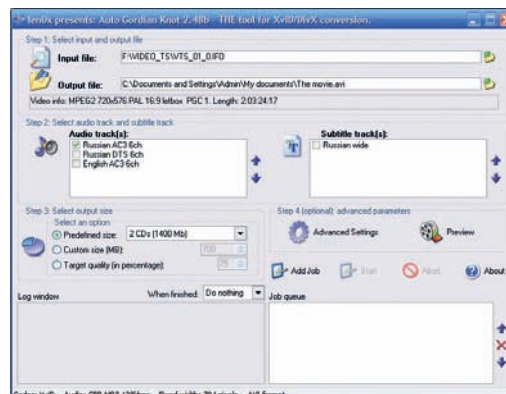 lenOx presents: Auto Gordian Knot 2.48b - THE tool for XviD/DivX conversion.
Step 1: Select input and output file
Input file: F:\VIDEO_TS\VTS_01_0.IFO
Output file: C:\Documents and Settings\Admin\My documents\The movie.avi
Video info: MPEG2 720x576 PAL 16:9 letbox PGC 1. Length: 2:03:24:17
Step 2: Select audio track and subtitle track
Audio track(s): Subtitle track(s):
Russian AC3 6ch Russian wide
Russian DTS 6ch
English AC3 6ch
Step 3: Select output size Step 4 (optional): advanced parameters
Select an option
Predefined size: 2 CDs (1400 Mb) Advanced Settings Preview
Custom size (MB): 700
Target quality (in percentage): 75 Add Job Start Abort About
Log window When finished: Do nothing Job queue